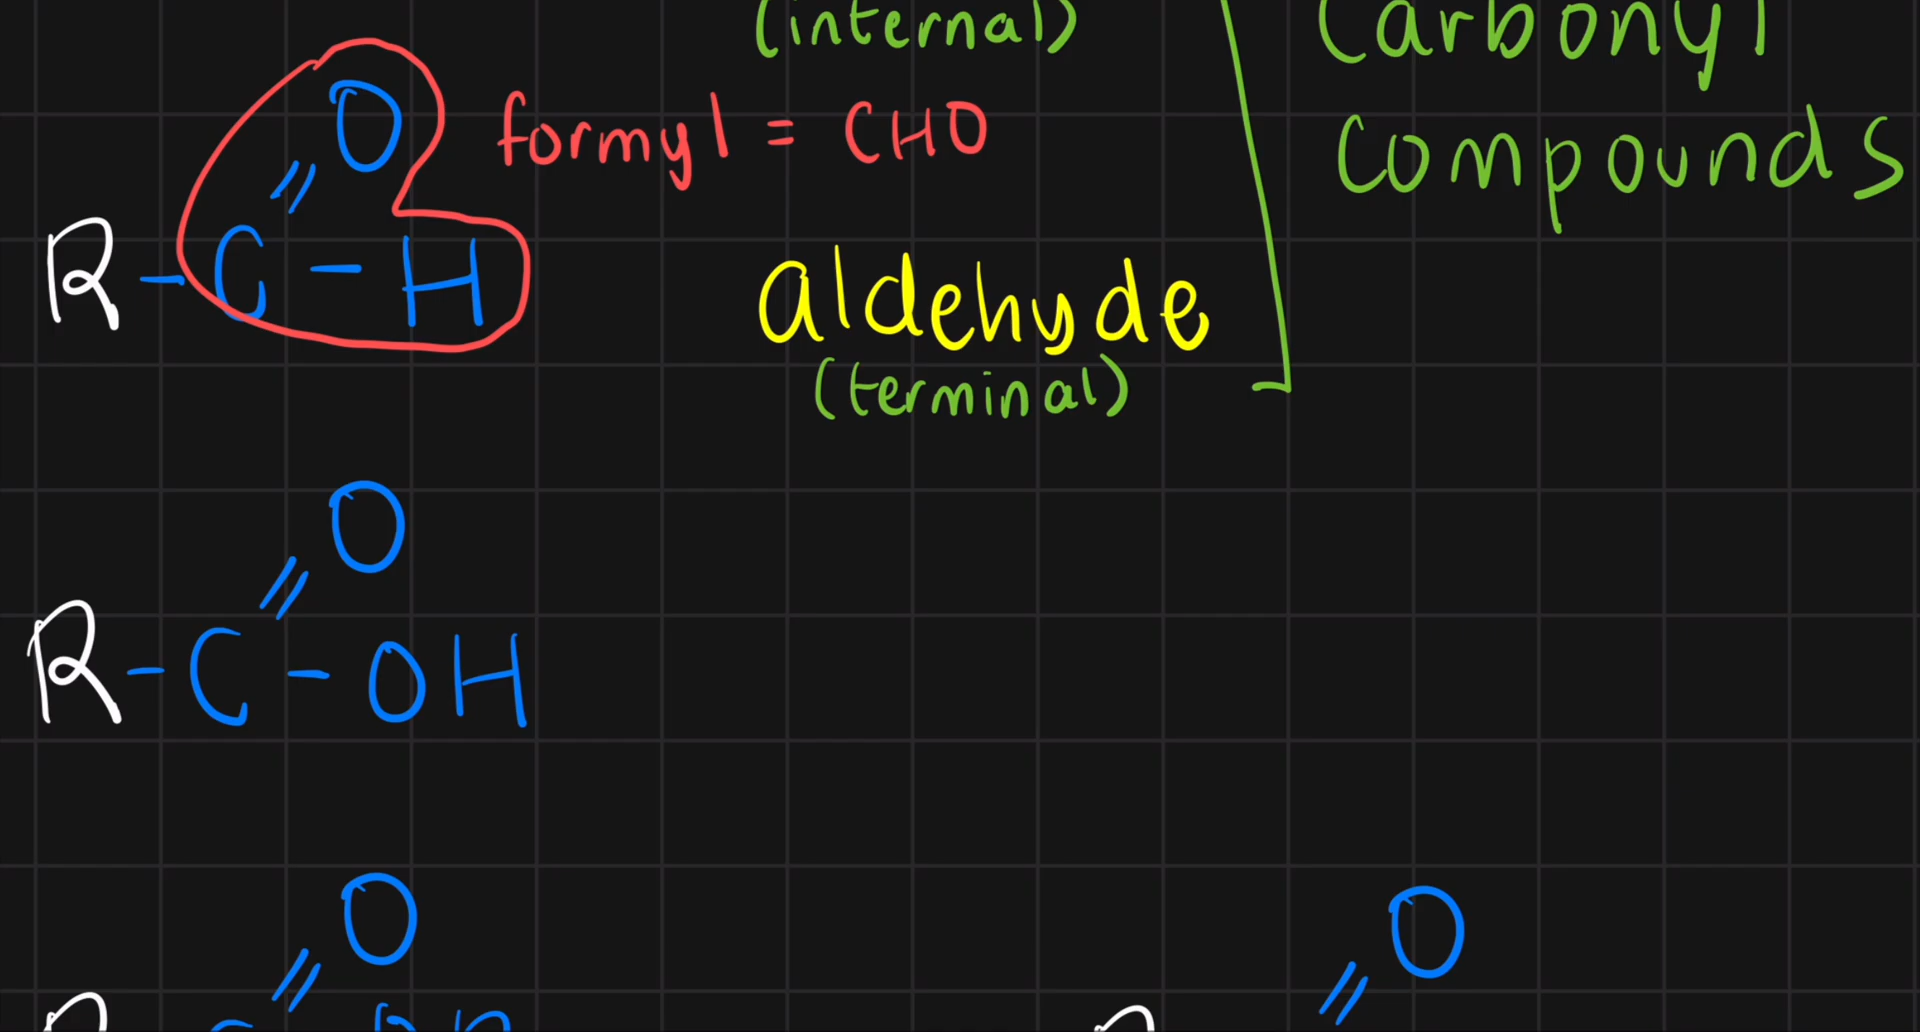 (internal)
Carbonyl
Compounds
O
formyl = CHO
R - C - H
aldehyde
(terminal)
O
R - C - OH
O
O